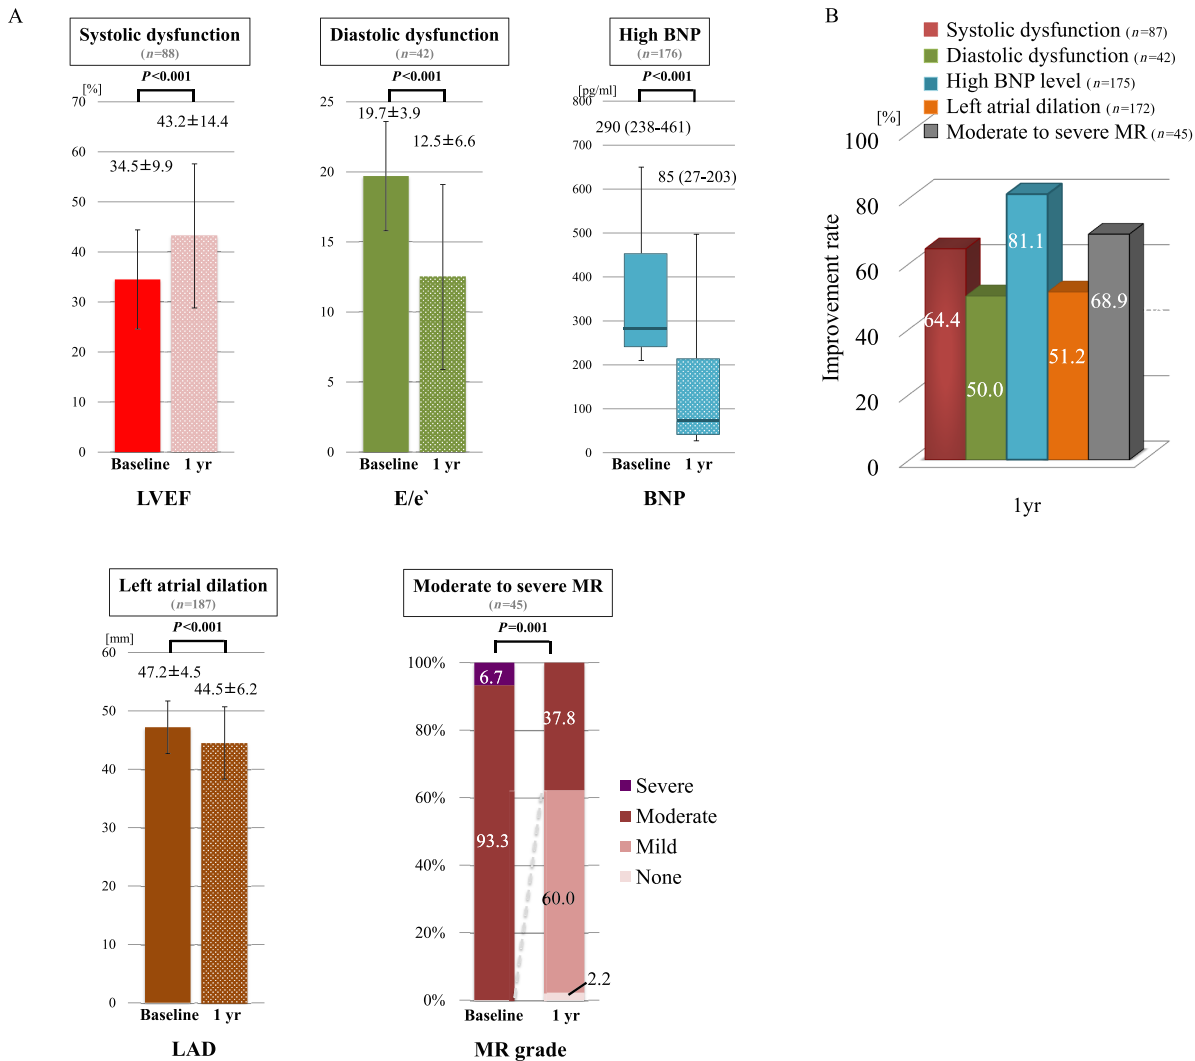 A
Systolic dysfunction
(n=88)
P<0.001
[%]
70
60
50
40
30
20
10
0
43.2±14.4
34.5±9.9
Baseline 1 yr
LVEF
Diastolic dysfunction
(n=42)
P<0.001
25
20
15
10
5
0
19.7±3.9
12.5±6.6
Baseline 1 yr
E/e`
High BNP
(n=176)
P<0.001
[pg/ml]
800
700
600
500
400
300
200
100
0
290 (238-461)
85 (27-203)
Baseline 1 yr
BNP
B
Systolic dysfunction (n=87)
Diastolic dysfunction (n=42)
High BNP level (n=175)
Left atrial dilation (n=172)
Moderate to severe MR (n=45)
[%]
100
80
60
40
20
0
Improvement rate
64.4
50.0
81.1
51.2
68.9
1yr
Left atrial dilation
(n=187)
P<0.001
[mm]
60
50
40
30
20
10
0
47.2±4.5
44.5±6.2
Baseline 1 yr
LAD
Moderate to severe MR
(n=45)
P=0.001
100%
80%
60%
40%
20%
0%
6.7
93.3
37.8
60.0
2.2
Severe
Moderate
Mild
None
Baseline 1 yr
MR grade